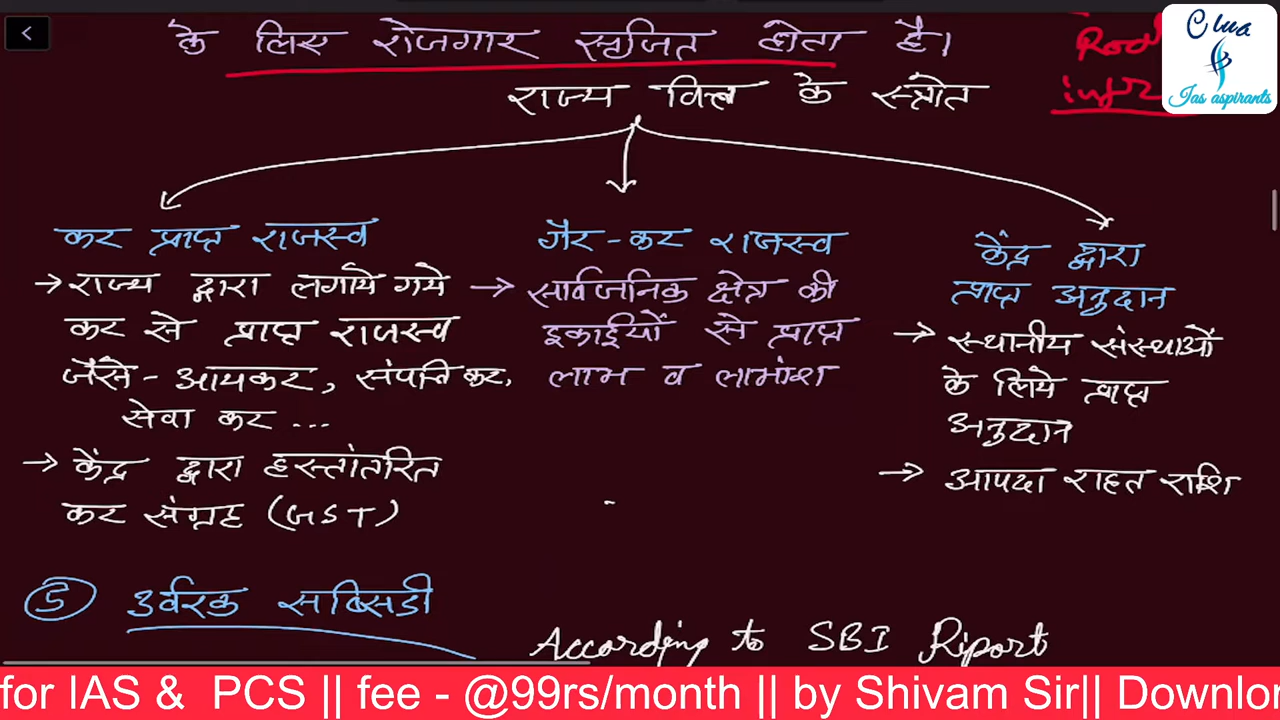 के लिए रोजगार सृजित होता है।
Clua
Ias aspirants
राज्य वित्त के स्त्रोत
कर प्राप्त राजस्व
→ राज्य द्वारा लगाये गये
कर से प्राप्त राजस्व
जैसे - आयकर, संपत्ति कर,
सेवा कर ...
→ केंद्र द्वारा हस्तांतरित
कर संग्रह (GST)
गैर - कर राजस्व
→ सार्वजनिक क्षेत्र की
इकाईयों से प्राप्त
लाभ व लाभांश
केंद्र द्वारा
प्राप्त अनुदान
→ स्थानीय संस्थाओं
के लिये प्राप्त
अनुदान
→ आपदा राहत राशि
5 उर्वरक सब्सिडी
According to SBI Riport
for IAS & PCS || fee - @99rs/month || by Shivam Sir|| Downlor